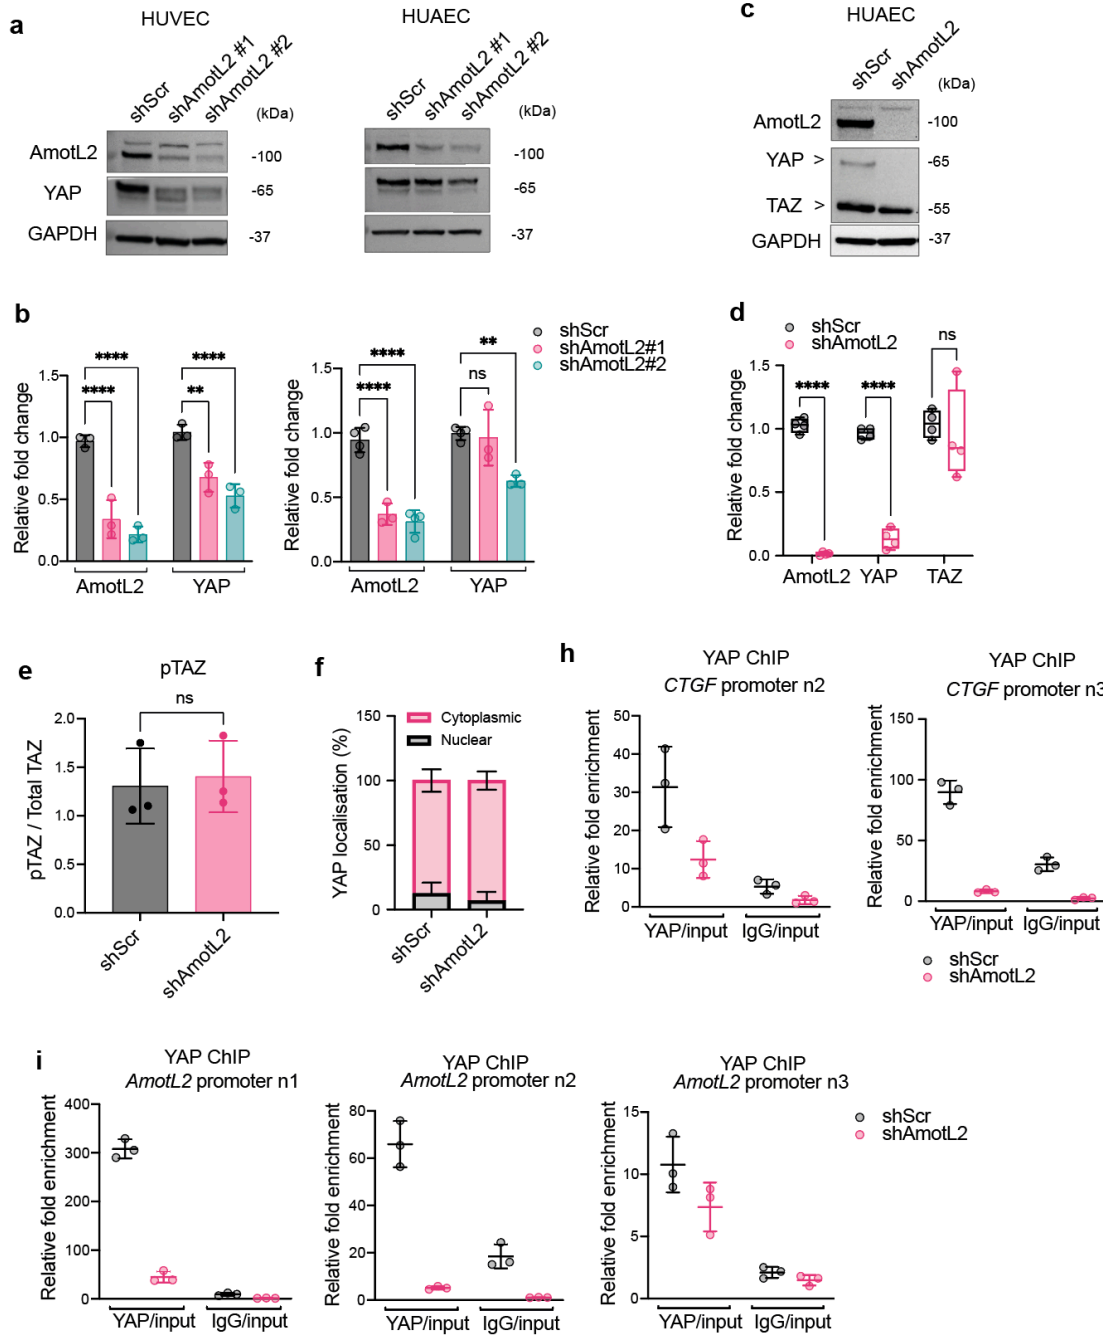 a
HUVEC
shScr
shAmotL2 #1
shAmotL2 #2
(kDa)
AmotL2
-100
YAP
-65
GAPDH
-37
HUAEC
shScr
shAmotL2 #1
shAmotL2 #2
(kDa)
-100
-65
-37
c
HUAEC
shScr
shAmotL2
(kDa)
AmotL2
-100
YAP >
-65
TAZ >
-55
GAPDH
-37
b
Relative fold change
1.5
1.0
0.5
0.0
****
****
**
****
AmotL2
YAP
Relative fold change
1.5
1.0
0.5
0.0
****
****
ns
**
AmotL2
YAP
shScr
shAmotL2#1
shAmotL2#2
d
shScr
shAmotL2
Relative fold change
1.5
1.0
0.5
0.0
****
****
ns
AmotL2
YAP
TAZ
e
pTAZ
ns
pTAZ / Total TAZ
2.0
1.5
1.0
0.5
0.0
shScr
shAmotL2
f
YAP localisation (%)
150
100
50
0
Cytoplasmic
Nuclear
shScr
shAmotL2
h
YAP ChIP
CTGF promoter n2
Relative fold enrichment
50
40
30
20
10
0
YAP/input
IgG/input
YAP ChIP
CTGF promoter n3
Relative fold enrichment
150
100
50
0
YAP/input
IgG/input
shScr
shAmotL2
i
YAP ChIP
AmotL2 promoter n1
Relative fold enrichment
400
300
200
100
0
YAP/input
IgG/input
YAP ChIP
AmotL2 promoter n2
Relative fold enrichment
80
60
40
20
0
YAP/input
IgG/input
YAP ChIP
AmotL2 promoter n3
Relative fold enrichment
15
10
5
0
YAP/input
IgG/input
shScr
shAmotL2